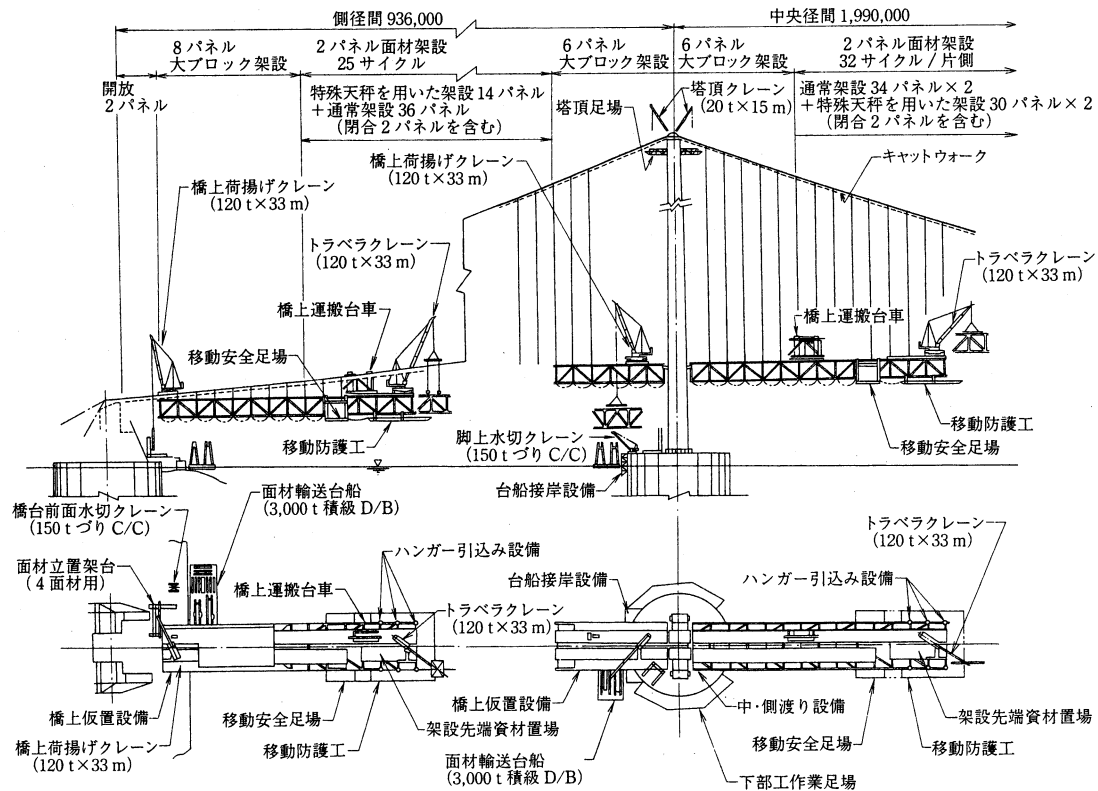 側径間 936,000
中央径間 1,990,000
8 パネル
大ブロック架設
2 パネル面材架設
25 サイクル
6 パネル
大ブロック架設
6 パネル
大ブロック架設
2 パネル面材架設
32 サイクル / 片側
開放
2 パネル
特殊天秤を用いた架設 14 パネル
+通常架設 36 パネル
(閉合 2 パネルを含む)
塔頂足場
塔頂クレーン
(20 t×15 m)
通常架設 34 パネル×2
+特殊天秤を用いた架設 30 パネル×2
(閉合 2 パネルを含む)
橋上荷揚げクレーン
(120 t×33 m)
キャットウォーク
橋上荷揚げクレーン
(120 t×33 m)
トラベラクレーン
(120 t×33 m)
トラベラクレーン
(120 t×33 m)
橋上運搬台車
橋上運搬台車
移動安全足場
移動防護工
脚上水切クレーン
(150 t づり C/C)
移動防護工
移動安全足場
台船接岸設備
橋台前面水切クレーン
(150 t づり C/C)
面材輸送台船
(3,000 t 積級 D/B)
トラベラクレーン
(120 t×33 m)
面材立置架台
(4 面材用)
ハンガー引込み設備
橋上運搬台車
台船接岸設備
ハンガー引込み設備
トラベラクレーン
(120 t×33 m)
橋上仮置設備
移動安全足場
架設先端資材置場
橋上仮置設備
中・側渡り設備
架設先端資材置場
橋上荷揚げクレーン
(120 t×33 m)
移動防護工
移動安全足場
移動防護工
面材輸送台船
(3,000 t 積級 D/B)
下部工作業足場